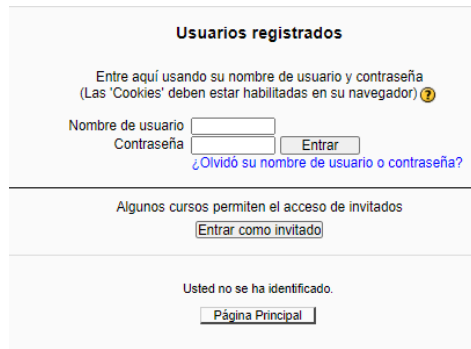 Usuarios registrados
Entre aquí usando su nombre de usuario y contraseña
(Las 'Cookies' deben estar habilitadas en su navegador) ?
Nombre de usuario
Contraseña Entrar
¿Olvidó su nombre de usuario o contraseña?
Algunos cursos permiten el acceso de invitados
Entrar como invitado
Usted no se ha identificado.
Página Principal